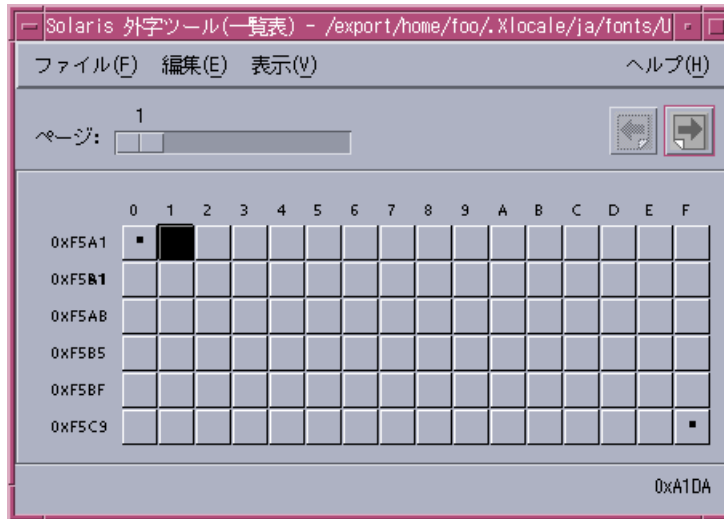 Solaris 外字ツール(一覧表) - /export/home/foo/.Xlocale/ja/fonts/U
ファイル(F) 編集(E) 表示(V) ヘルプ(H)
1
ページ:
0 1 2 3 4 5 6 7 8 9 A B C D E F
0xF5A1
0xF5B1
0xF5AB
0xF5B5
0xF5BF
0xF5C9
0xA1DA